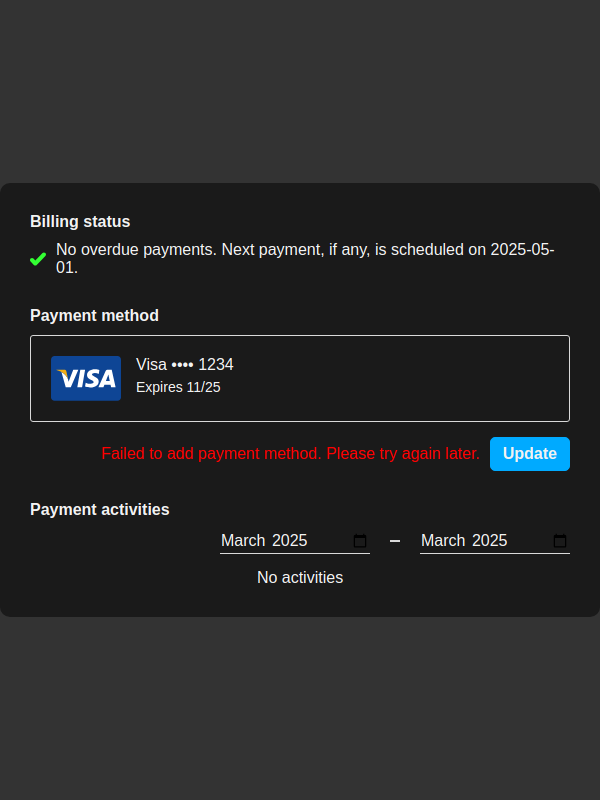 Billing status
No overdue payments. Next payment, if any, is scheduled on 2025-05-
01.
Payment method
VISA
Visa •••• 1234
Expires 11/25
Failed to add payment method. Please try again later.
Update
Payment activities
March 2025 – March 2025
No activities